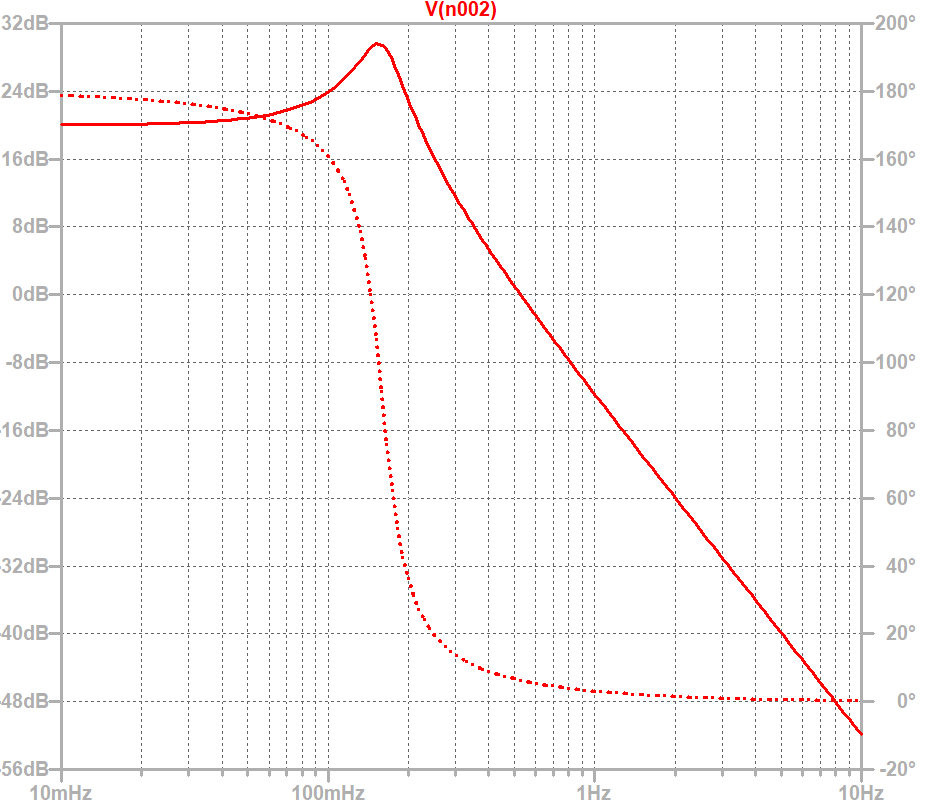 V(n002)
32dB 200°
24dB 180°
16dB 160°
8dB 140°
0dB 120°
-8dB 100°
-16dB 80°
-24dB 60°
-32dB 40°
-40dB 20°
-48dB 0°
-56dB -20°
10mHz 100mHz 1Hz 10Hz